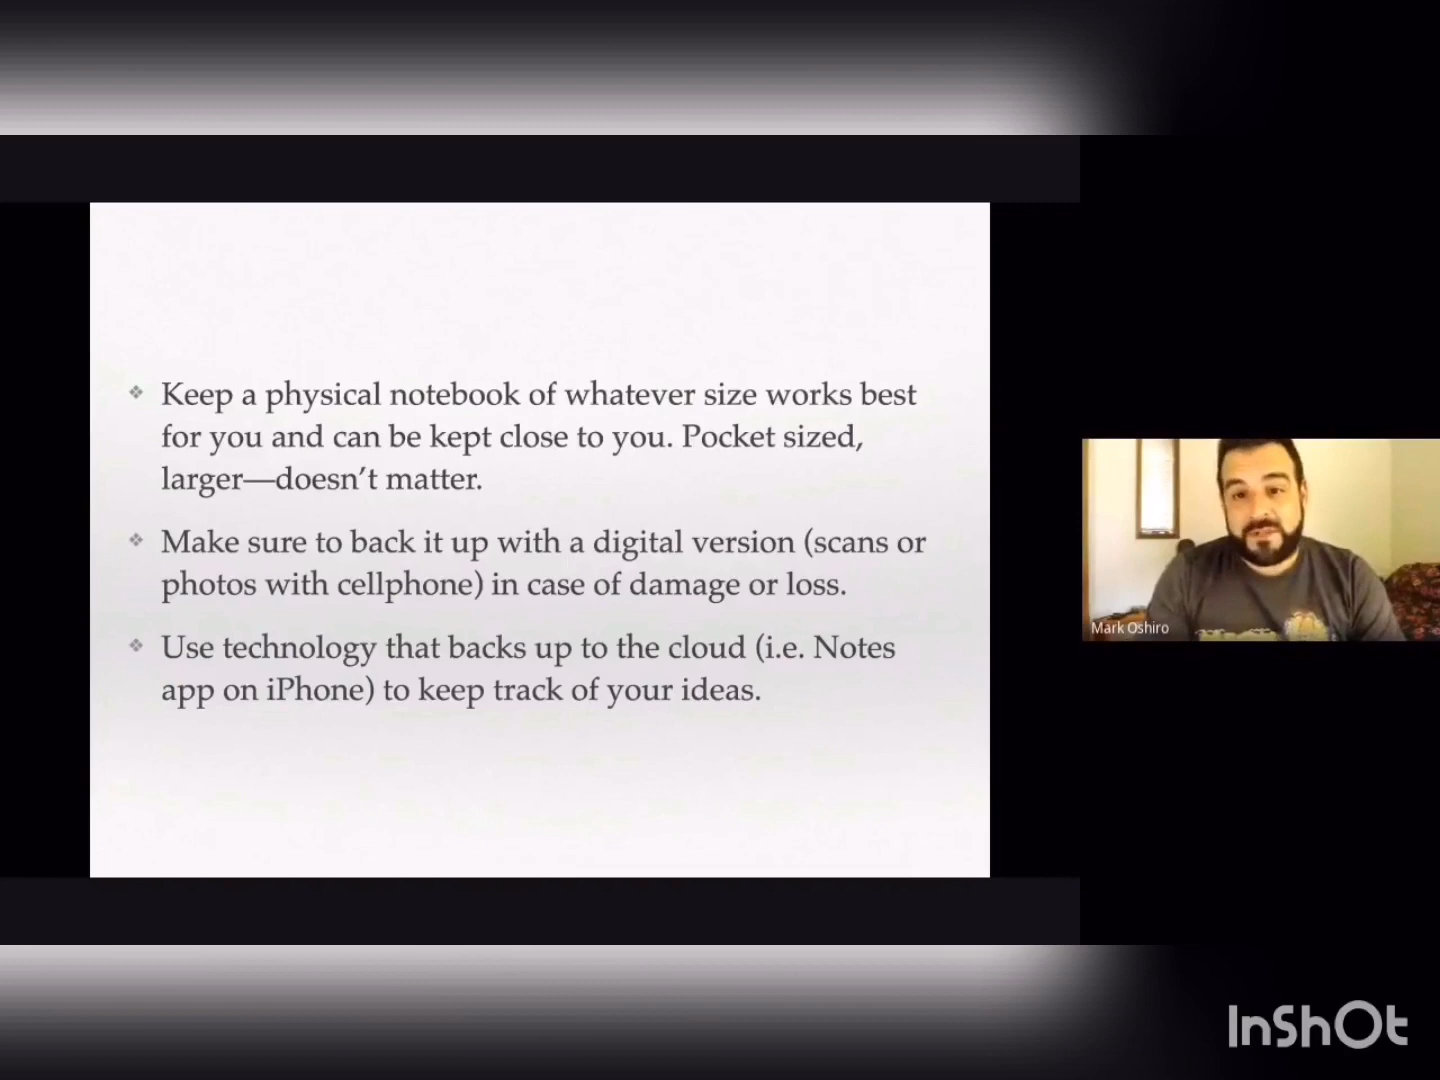 Keep a physical notebook of whatever size works best
for you and can be kept close to you. Pocket sized,
larger—doesn't matter.
Make sure to back it up with a digital version (scans or
photos with cellphone) in case of damage or loss.
Use technology that backs up to the cloud (i.e. Notes
app on iPhone) to keep track of your ideas.
Mark Oshiro
InShOt